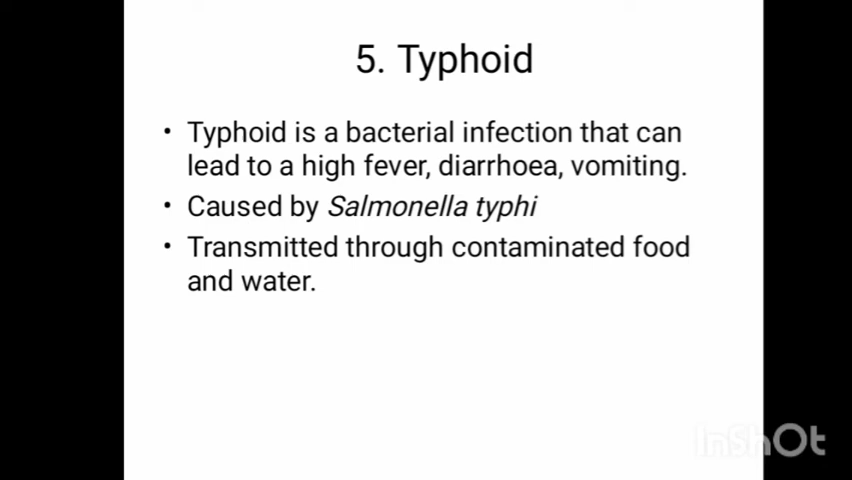 5. Typhoid
• Typhoid is a bacterial infection that can
lead to a high fever, diarrhoea, vomiting.
• Caused by Salmonella typhi
• Transmitted through contaminated food
and water.
InShOt